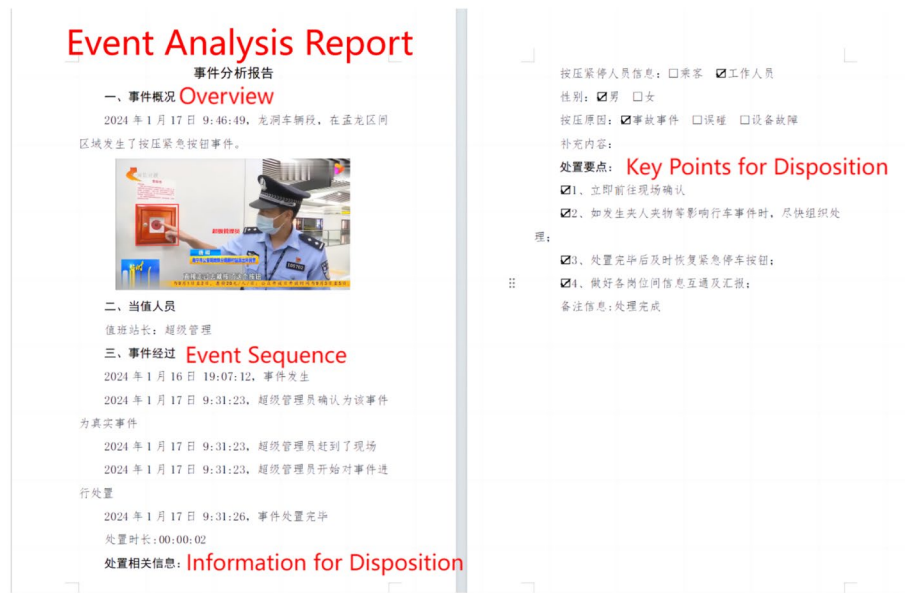 Event Analysis Report
事件分析报告
一、事件概况 Overview
2024 年 1 月 17 日 9:46:49，龙洞车辆段，在孟龙区间
区域发生了按压紧急按钮事件。
二、当值人员
值班站长：超级管理
三、事件经过 Event Sequence
2024 年 1 月 16 日 19:07:12，事件发生
2024 年 1 月 17 日 9:31:23，超级管理员确认为该事件
为真实事件
2024 年 1 月 17 日 9:31:23，超级管理员赶到了现场
2024 年 1 月 17 日 9:31:23，超级管理员开始对事件进
行处置
2024 年 1 月 17 日 9:31:26，事件处置完毕
处置时长:00:00:02
处置相关信息: Information for Disposition
按压紧停人员信息：☐乘客 ☑工作人员
性别：☑男 ☐女
按压原因：☑事故事件 ☐误碰 ☐设备故障
补充内容：
处置要点： Key Points for Disposition
☑1、立即前往现场确认
☑2、如发生夹人夹物等影响行车事件时，尽快组织处
理；
☑3、处置完毕后及时恢复紧急停车按钮；
☑4、做好各岗位间信息互通及汇报；
备注信息:处理完成